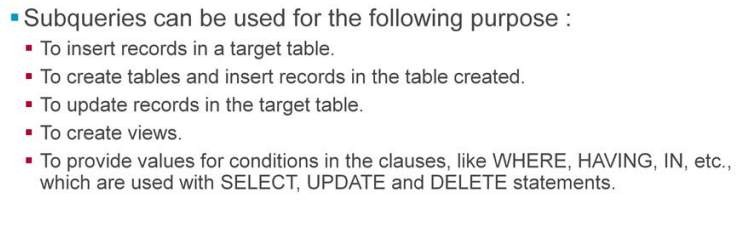 Subqueries can be used for the following purpose :
To insert records in a target table.
To create tables and insert records in the table created.
To update records in the target table.
To create views.
To provide values for conditions in the clauses, like WHERE, HAVING, IN, etc.,
which are used with SELECT, UPDATE and DELETE statements.